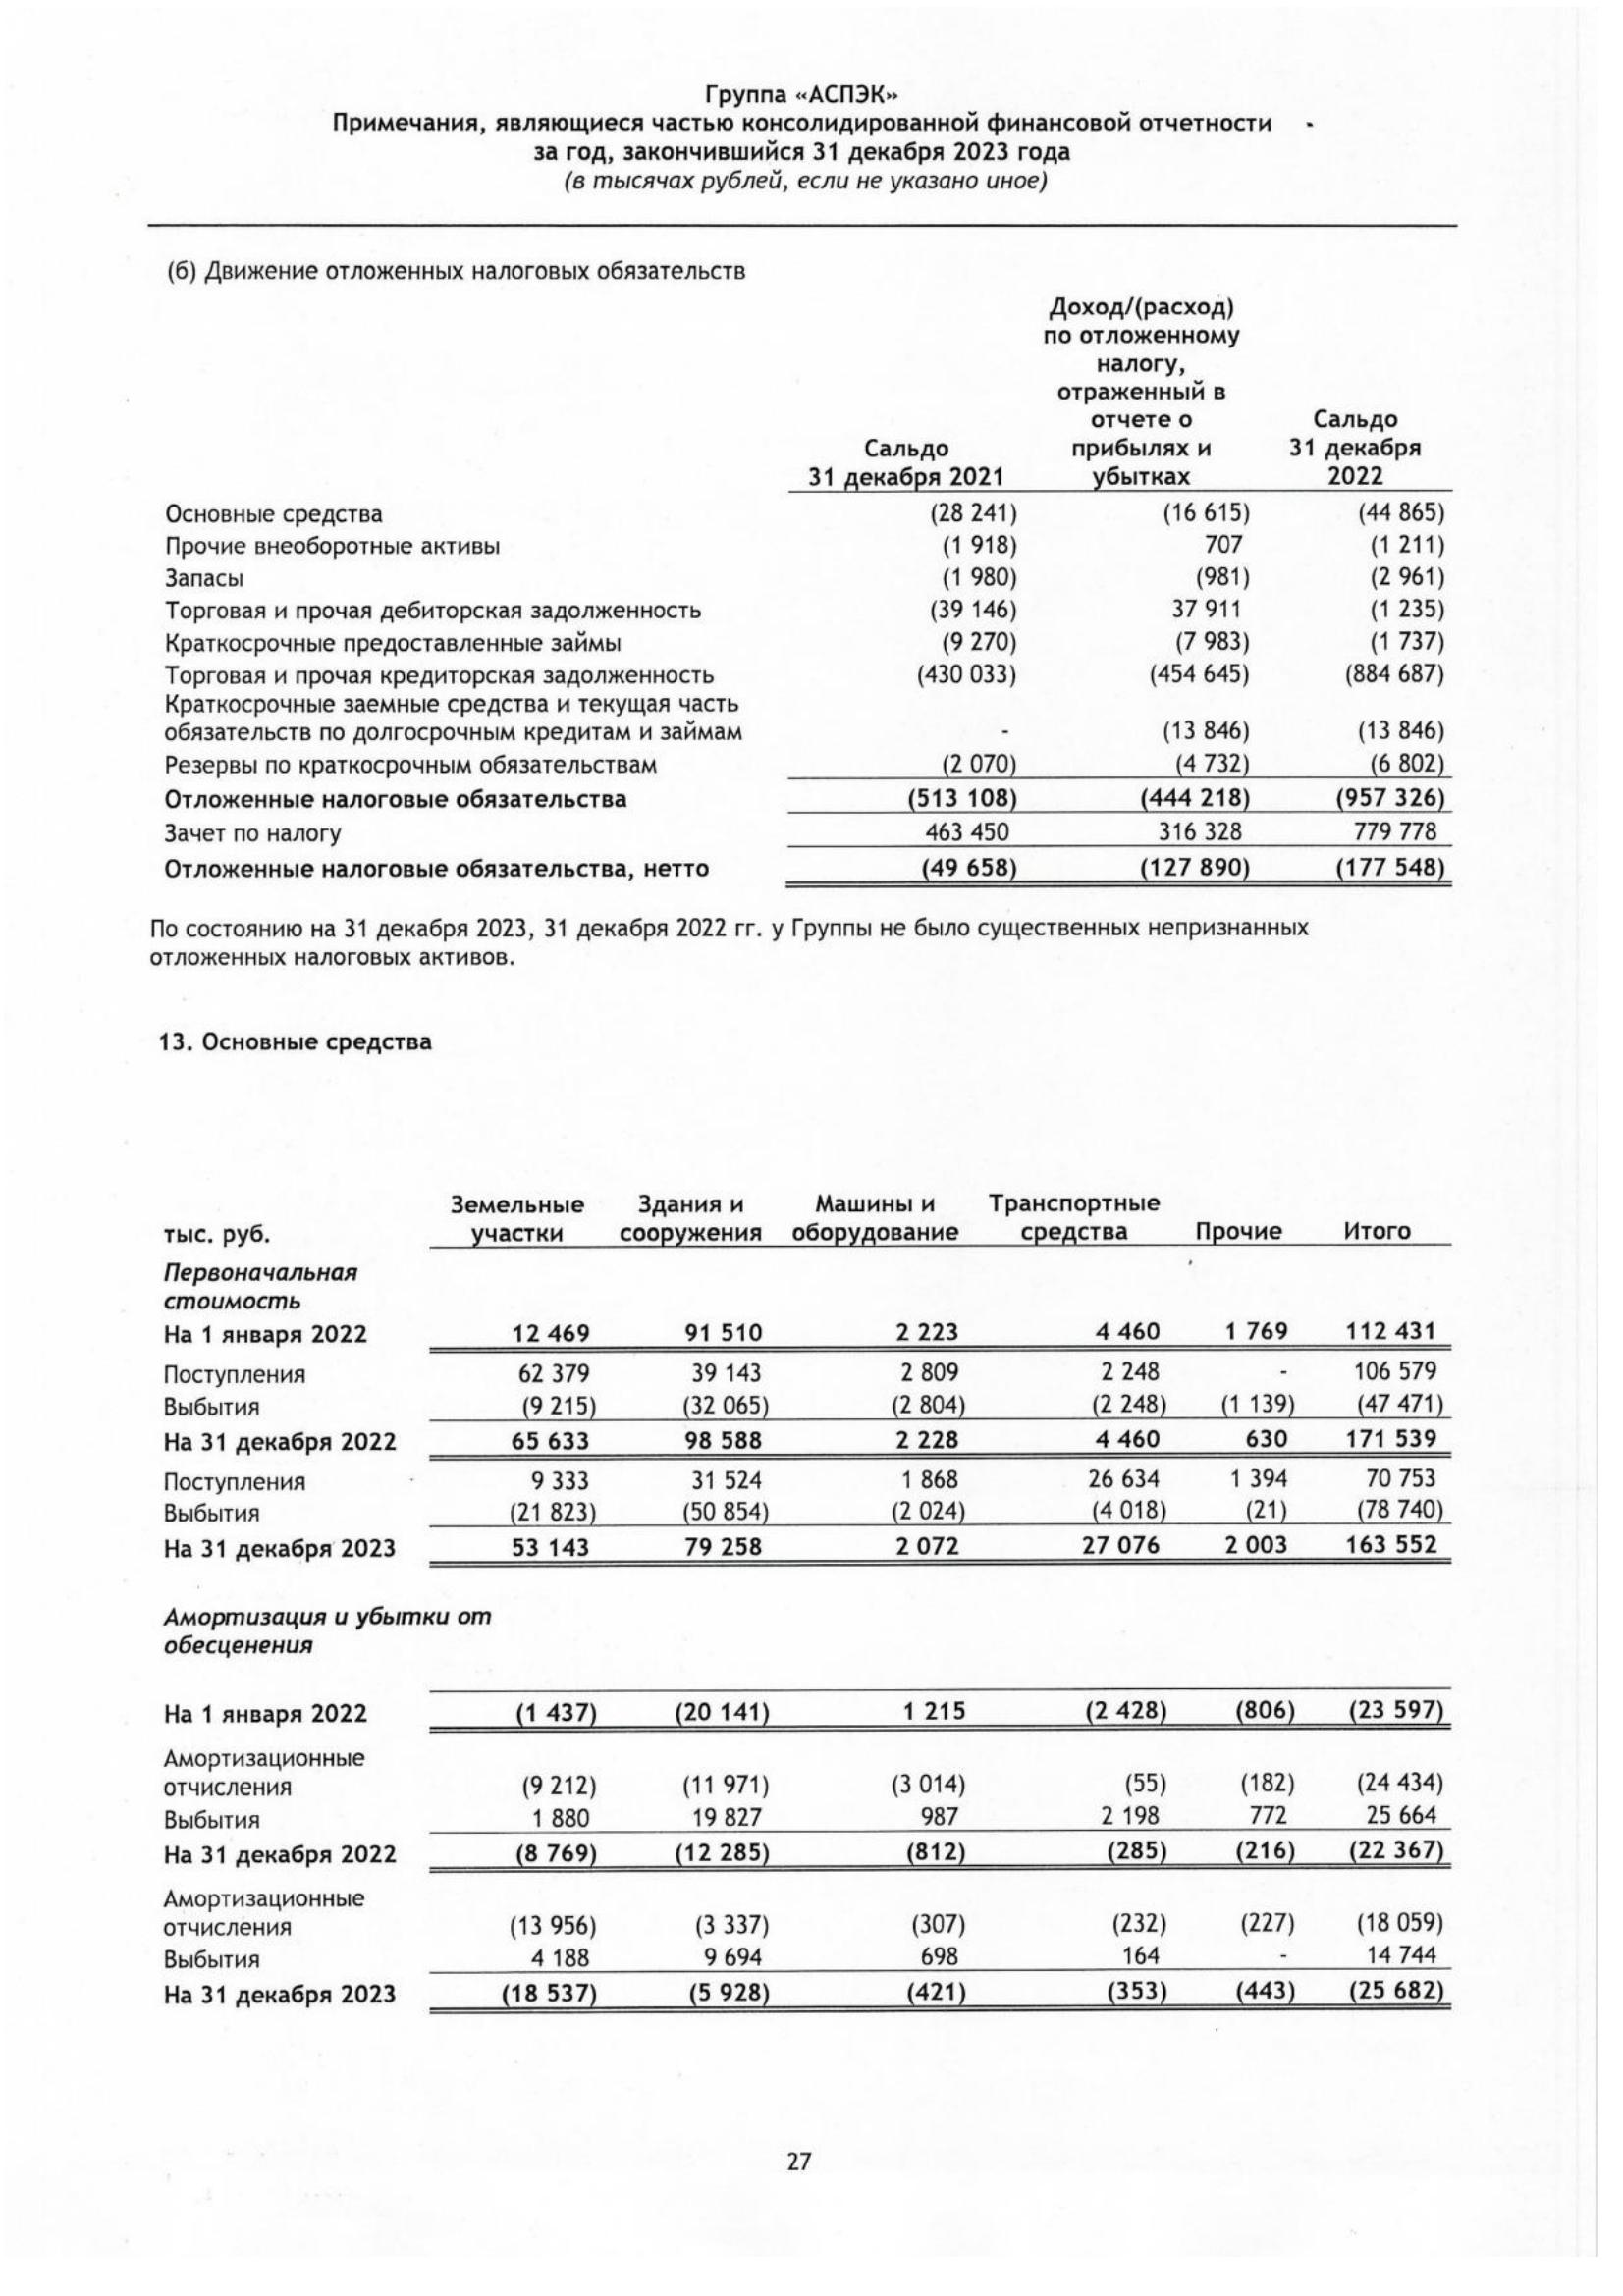 Группа «АСПЭК»
Примечания, являющиеся частью консолидированной финансовой отчетности
за год, закончившийся 31 декабря 2023 года
(в тысячах рублей, если не указано иное)
(б) Движение отложенных налоговых обязательств
Доход/(расход)
по отложенному
налогу,
отраженный в
отчете о Сальдо
Сальдо прибылях и 31 декабря
31 декабря 2021 убытках 2022
Основные средства (28 241) (16 615) (44 865)
Прочие внеоборотные активы (1 918) 707 (1 211)
Запасы (1 980) (981) (2 961)
Торговая и прочая дебиторская задолженность (39 146) 37 911 (1 235)
Краткосрочные предоставленные займы (9 270) (7 983) (1 737)
Торговая и прочая кредиторская задолженность (430 033) (454 645) (884 687)
Краткосрочные заемные средства и текущая часть
обязательств по долгосрочным кредитам и займам - (13 846) (13 846)
Резервы по краткосрочным обязательствам (2 070) (4 732) (6 802)
Отложенные налоговые обязательства (513 108) (444 218) (957 326)
Зачет по налогу 463 450 316 328 779 778
Отложенные налоговые обязательства, нетто (49 658) (127 890) (177 548)
По состоянию на 31 декабря 2023, 31 декабря 2022 гг. у Группы не было существенных непризнанных
отложенных налоговых активов.
13. Основные средства
Земельные Здания и Машины и Транспортные
тыс. руб. участки сооружения оборудование средства Прочие Итого
Первоначальная
стоимость
На 1 января 2022 12 469 91 510 2 223 4 460 1 769 112 431
Поступления 62 379 39 143 2 809 2 248 - 106 579
Выбытия (9 215) (32 065) (2 804) (2 248) (1 139) (47 471)
На 31 декабря 2022 65 633 98 588 2 228 4 460 630 171 539
Поступления 9 333 31 524 1 868 26 634 1 394 70 753
Выбытия (21 823) (50 854) (2 024) (4 018) (21) (78 740)
На 31 декабря 2023 53 143 79 258 2 072 27 076 2 003 163 552
Амортизация и убытки от
обесценения
На 1 января 2022 (1 437) (20 141) 1 215 (2 428) (806) (23 597)
Амортизационные
отчисления (9 212) (11 971) (3 014) (55) (182) (24 434)
Выбытия 1 880 19 827 987 2 198 772 25 664
На 31 декабря 2022 (8 769) (12 285) (812) (285) (216) (22 367)
Амортизационные
отчисления (13 956) (3 337) (307) (232) (227) (18 059)
Выбытия 4 188 9 694 698 164 - 14 744
На 31 декабря 2023 (18 537) (5 928) (421) (353) (443) (25 682)
27